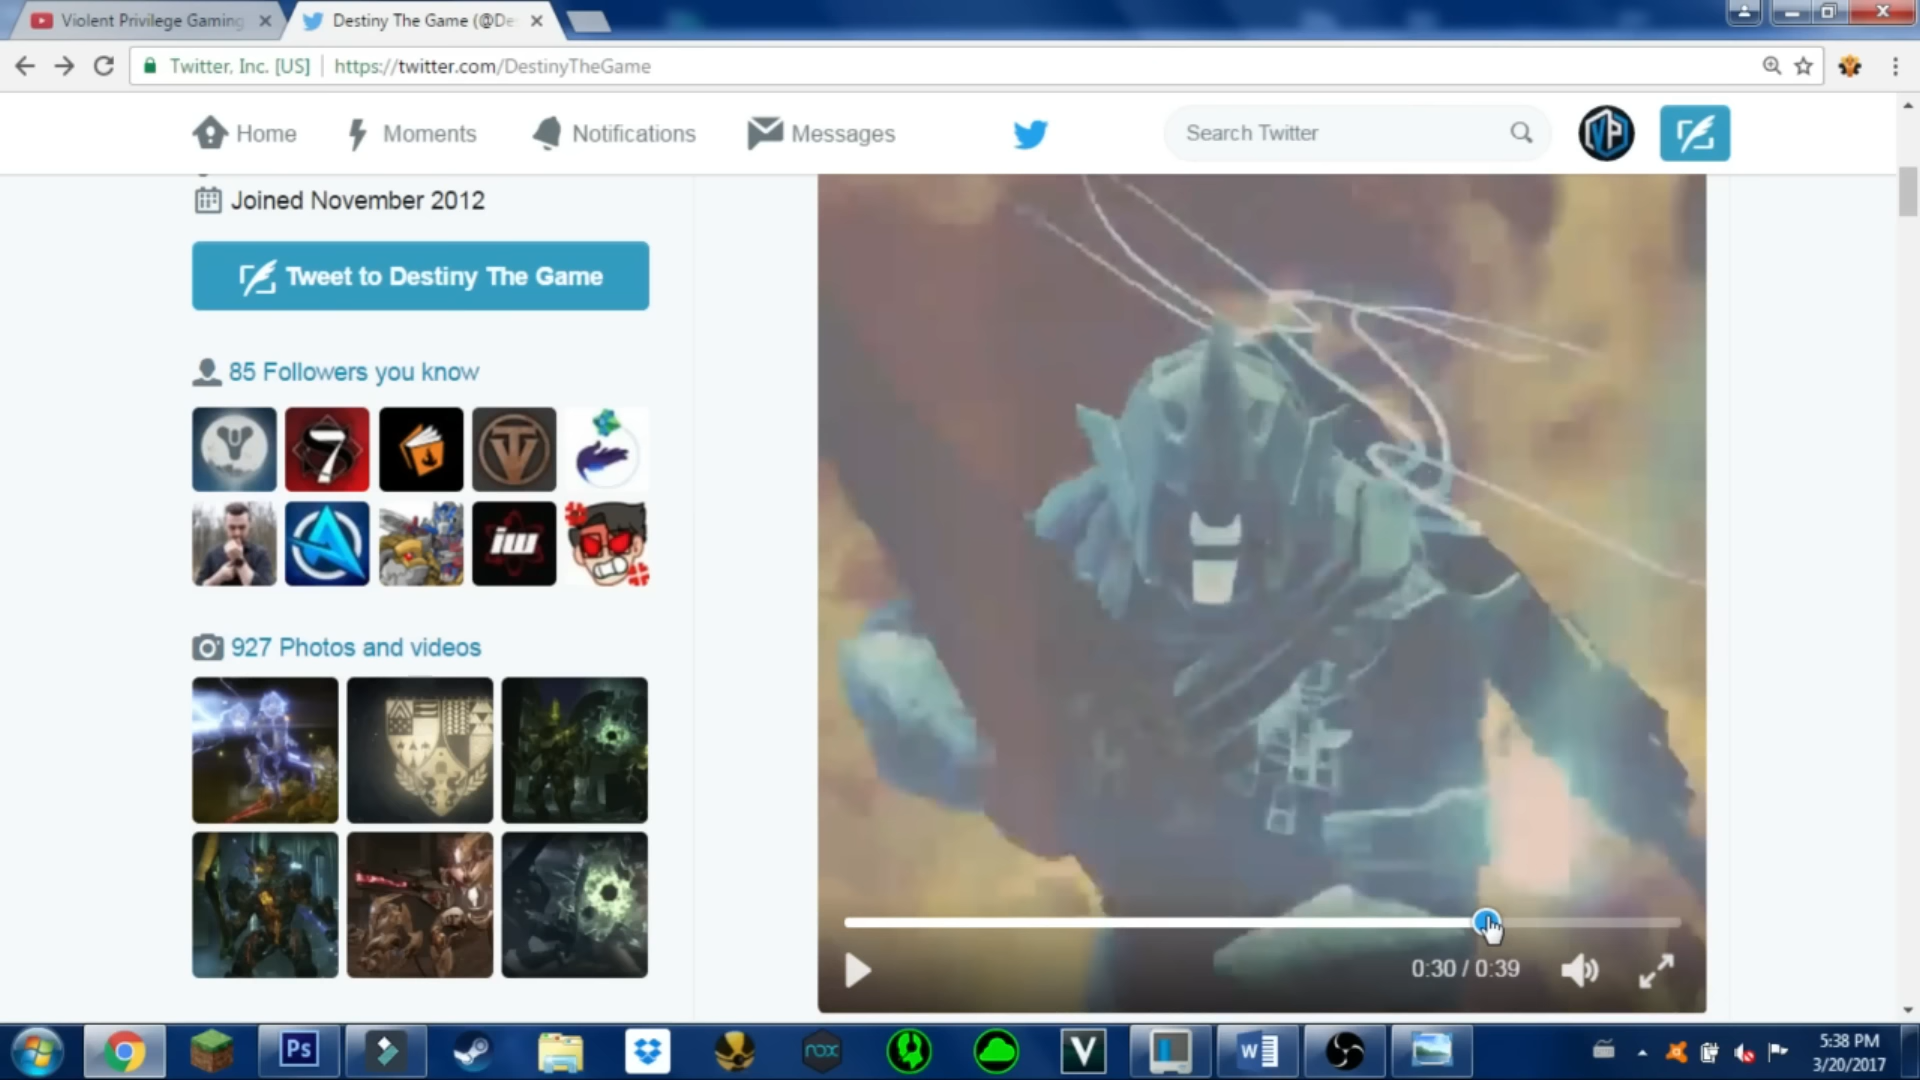 Violent Privilege Gaming
Destiny The Game (@De
Twitter, Inc. [US]
https://twitter.com/DestinyTheGame
Home
Moments
Notifications
Messages
Search Twitter
VP
Joined November 2012
Tweet to Destiny The Game
85 Followers you know
7
iw
927 Photos and videos
0:30 / 0:39
Ps
nox
V
W
5:38 PM
3/20/2017